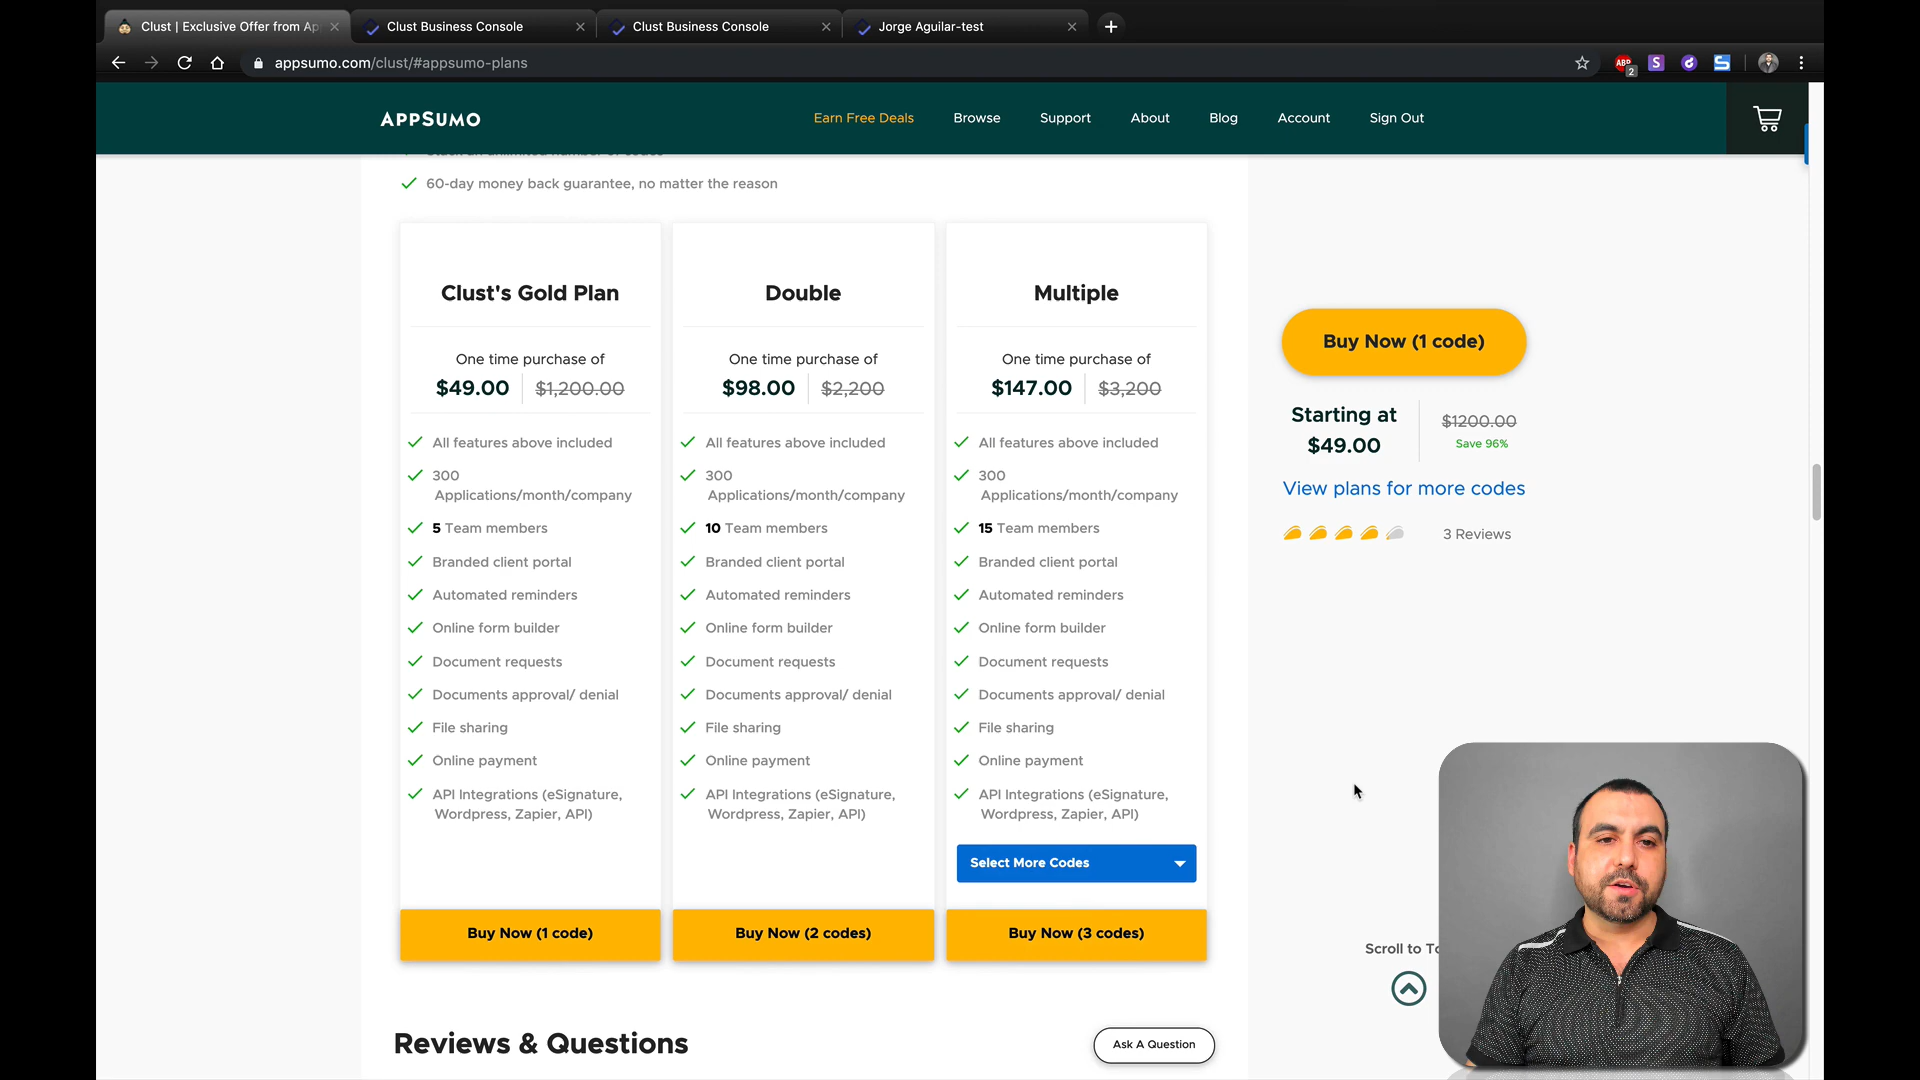 Clust | Exclusive Offer from Ap
Clust Business Console
Clust Business Console
Jorge Aguilar-test
appsumo.com/clust/#appsumo-plans
ABP
2
S
APPSUMO
Earn Free Deals
Browse
Support
About
Blog
Account
Sign Out
60-day money back guarantee, no matter the reason
Clust's Gold Plan
One time purchase of
$49.00 $1,200.00
All features above included
300
Applications/month/company
5 Team members
Branded client portal
Automated reminders
Online form builder
Document requests
Documents approval/ denial
File sharing
Online payment
API Integrations (eSignature,
Wordpress, Zapier, API)
Buy Now (1 code)
Double
One time purchase of
$98.00 $2,200
All features above included
300
Applications/month/company
10 Team members
Branded client portal
Automated reminders
Online form builder
Document requests
Documents approval/ denial
File sharing
Online payment
API Integrations (eSignature,
Wordpress, Zapier, API)
Buy Now (2 codes)
Multiple
One time purchase of
$147.00 $3,200
All features above included
300
Applications/month/company
15 Team members
Branded client portal
Automated reminders
Online form builder
Document requests
Documents approval/ denial
File sharing
Online payment
API Integrations (eSignature,
Wordpress, Zapier, API)
Select More Codes
Buy Now (3 codes)
Buy Now (1 code)
Starting at
$49.00
$1200.00
Save 96%
View plans for more codes
3 Reviews
Scroll to To
Reviews & Questions
Ask A Question